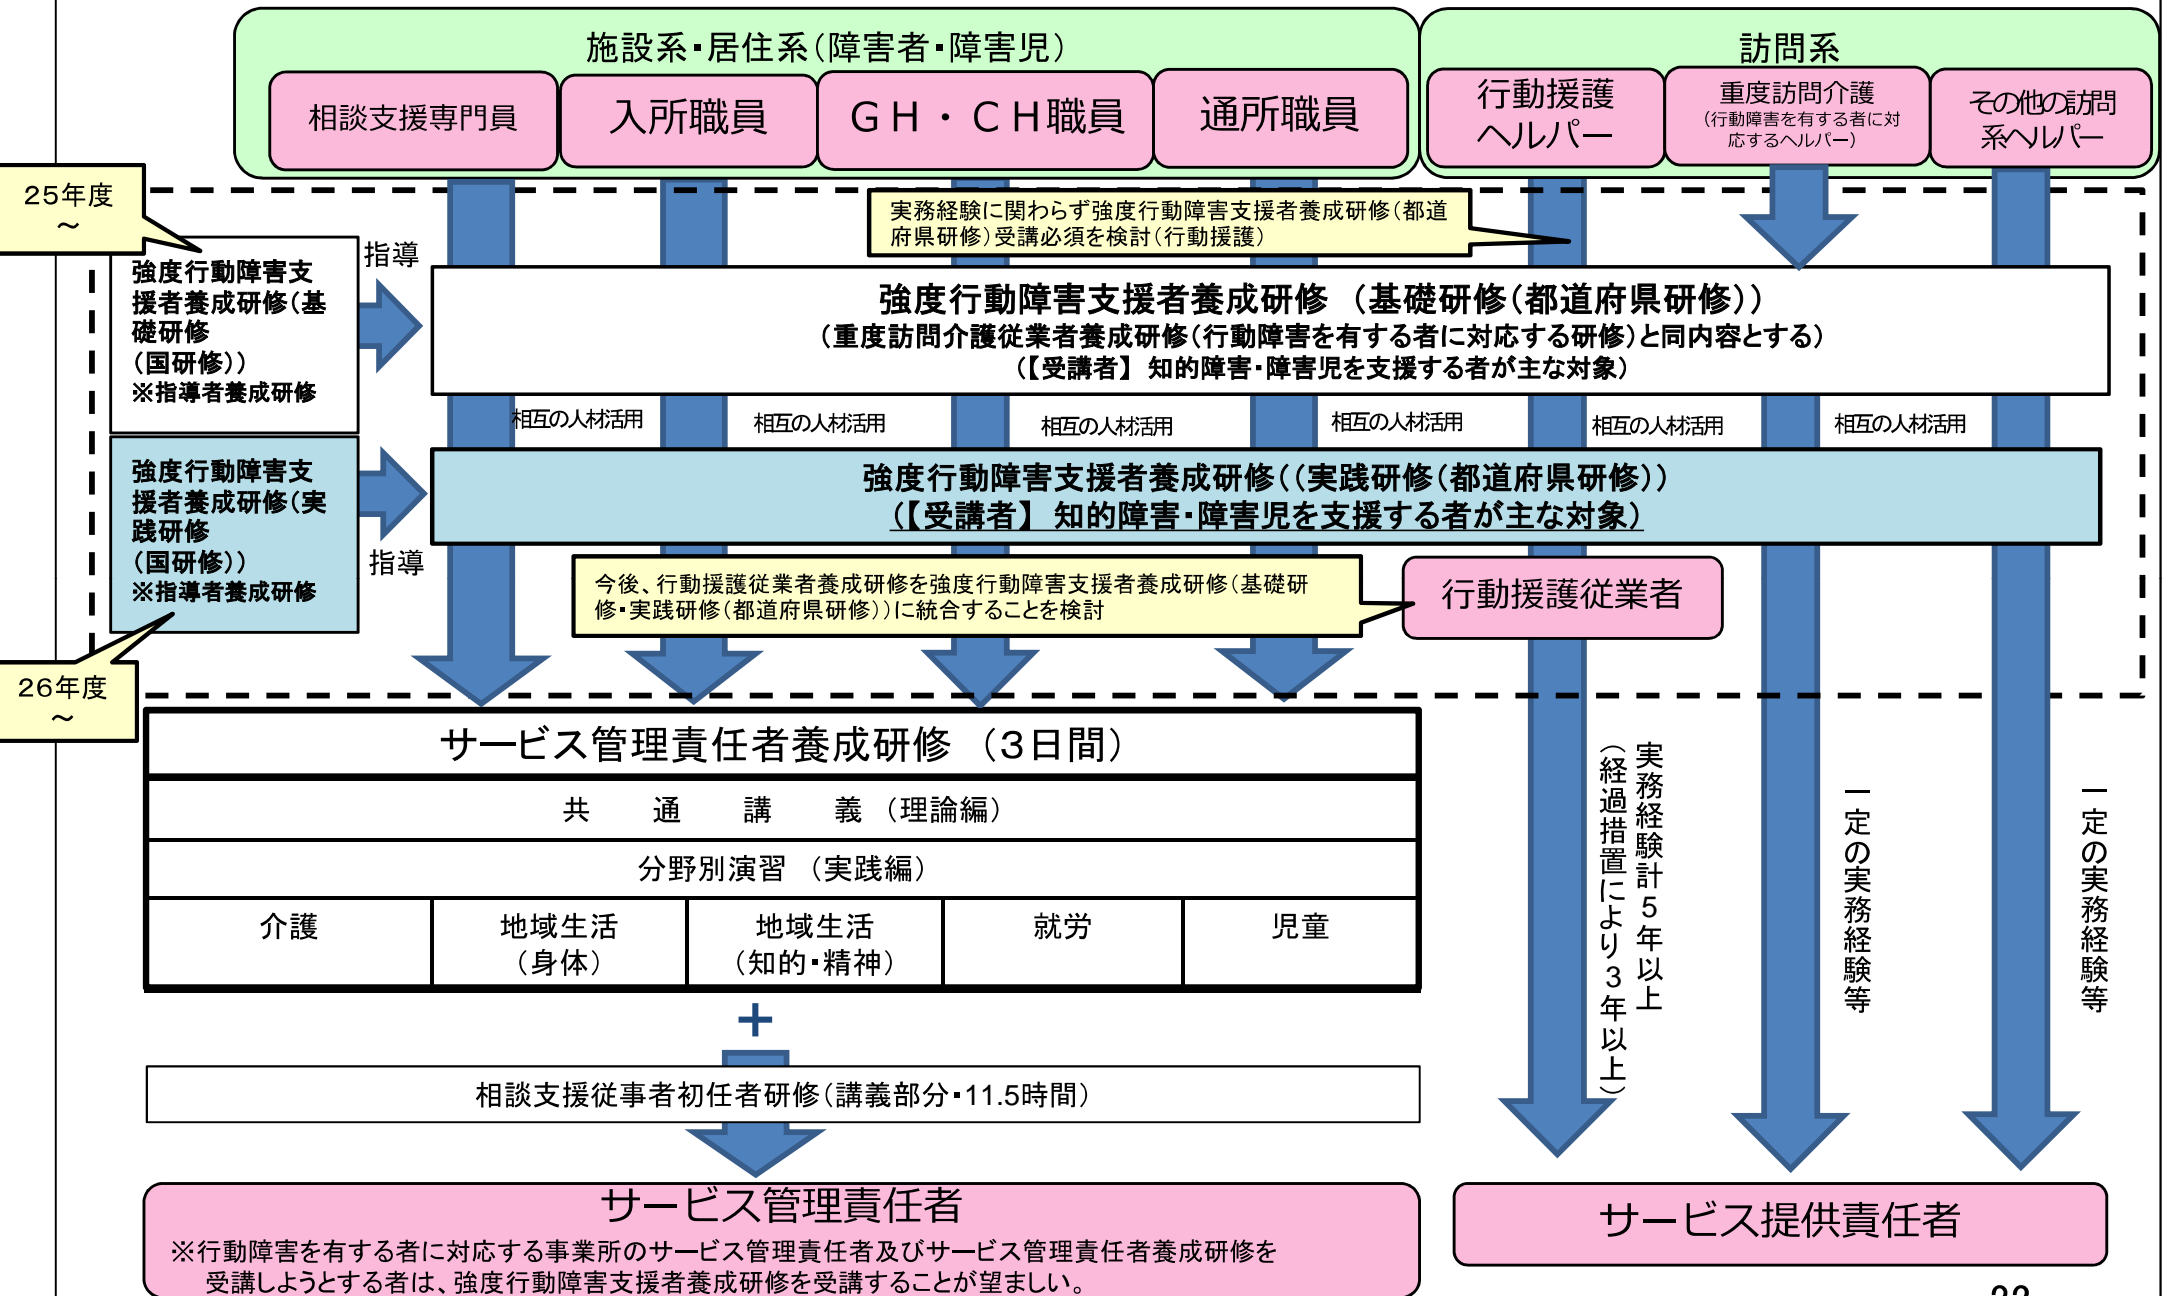 施設系・居住系（障害者・障害児）
訪問系
相談支援専門員
入所職員
ＧＨ・ＣＨ職員
通所職員
行動援護
ヘルパー
重度訪問介護
（行動障害を有する者に対
応するヘルパー）
その他の訪問
系ヘルパー
25年度
～
実務経験に関わらず強度行動障害支援者養成研修（都道
府県研修）受講必須を検討（行動援護）
強度行動障害支
援者養成研修（基
礎研修
（国研修））
※指導者養成研修
指導
強度行動障害支援者養成研修　（基礎研修（都道府県研修））
（重度訪問介護従業者養成研修（行動障害を有する者に対応する研修）と同内容とする）
（【受講者】 知的障害・障害児を支援する者が主な対象）
相互の人材活用
相互の人材活用
相互の人材活用
相互の人材活用
相互の人材活用
相互の人材活用
強度行動障害支
援者養成研修（実
践研修
（国研修））
※指導者養成研修
指導
強度行動障害支援者養成研修（（実践研修（都道府県研修））
（【受講者】 知的障害・障害児を支援する者が主な対象）
今後、行動援護従業者養成研修を強度行動障害支援者養成研修（基礎研
修・実践研修（都道府県研修））に統合することを検討
行動援護従業者
26年度
～
サービス管理責任者養成研修　（３日間）
共　通　講　義 （理論編）
分野別演習　（実践編）
介護
地域生活
（身体）
地域生活
（知的・精神）
就労
児童
実務経験計５年以上
（経過措置により３年以上）
一定の実務経験等
一定の実務経験等
＋
相談支援従事者初任者研修（講義部分・11.5時間）
サービス管理責任者
※行動障害を有する者に対応する事業所のサービス管理責任者及びサービス管理責任者養成研修を
受講しようとする者は、強度行動障害支援者養成研修を受講することが望ましい。
サービス提供責任者